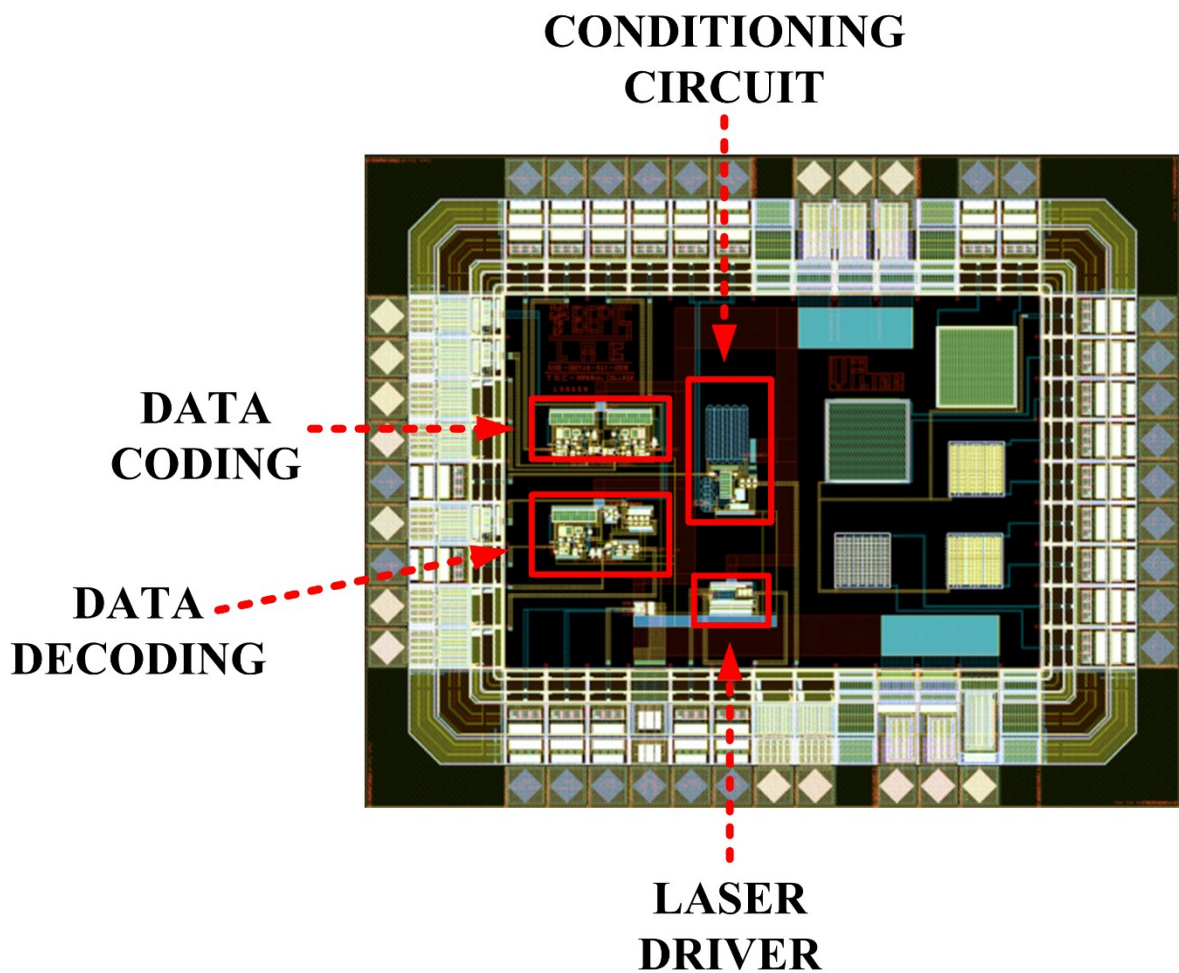 CONDITIONING
CIRCUIT
L A E
DATA
CODING
DATA
DECODING
LASER
DRIVER